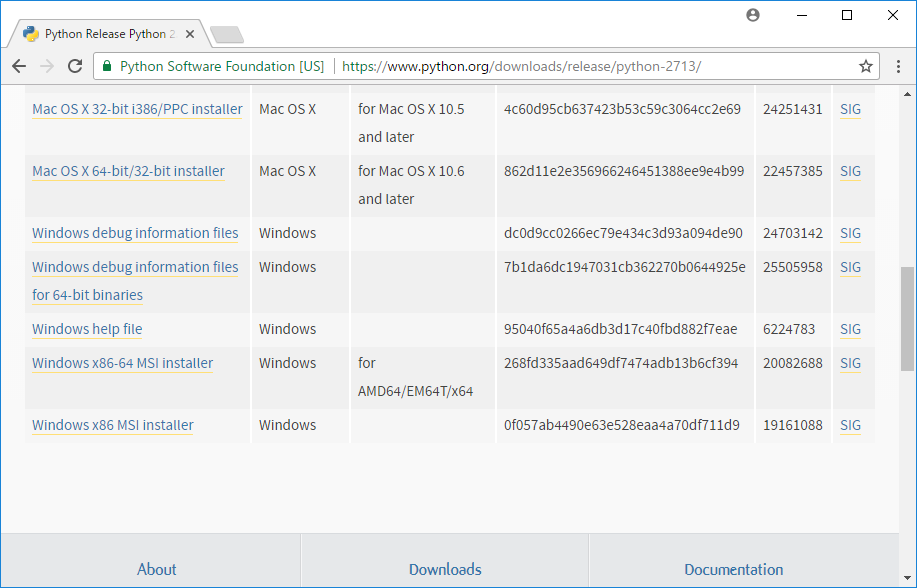 Python Release Python 2
Python Software Foundation [US] https://www.python.org/downloads/release/python-2713/
Mac OS X 32-bit i386/PPC installer Mac OS X for Mac OS X 10.5 4c60d95cb637423b53c59c3064cc2e69 24251431 SIG
and later
Mac OS X 64-bit/32-bit installer Mac OS X for Mac OS X 10.6 862d11e2e356966246451388ee9e4b99 22457385 SIG
and later
Windows debug information files Windows dc0d9cc0266ec79e434c3d93a094de90 24703142 SIG
Windows debug information files Windows 7b1da6dc1947031cb362270b0644925e 25505958 SIG
for 64-bit binaries
Windows help file Windows 95040f65a4a6db3d17c40fbd882f7eae 6224783 SIG
Windows x86-64 MSI installer Windows for 268fd335aad649df7474adb13b6cf394 20082688 SIG
AMD64/EM64T/x64
Windows x86 MSI installer Windows 0f057ab4490e63e528eaa4a70df711d9 19161088 SIG
About Downloads Documentation